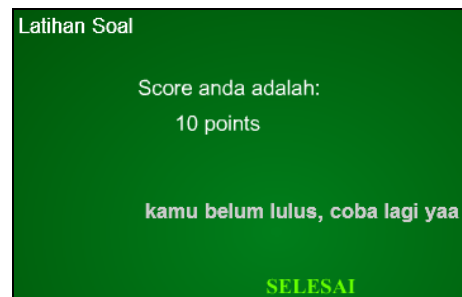 Latihan Soal
Score anda adalah:
10 points
kamu belum lulus, coba lagi yaa
SELESAI